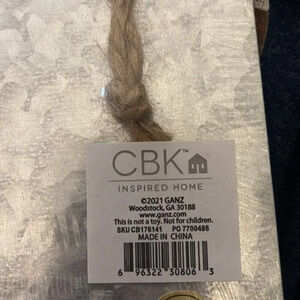 CBK™
INSPIRED HOME
©2021 GANZ
Woodstock, GA 30188
www.ganz.com
This is not a toy. Not for children.
SKU CB176141 PO 7700486
MADE IN CHINA
6 96322 30806 3